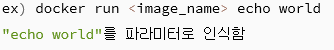 ex) docker run <image_name> echo world
"echo world"를 파라미터로 인식함